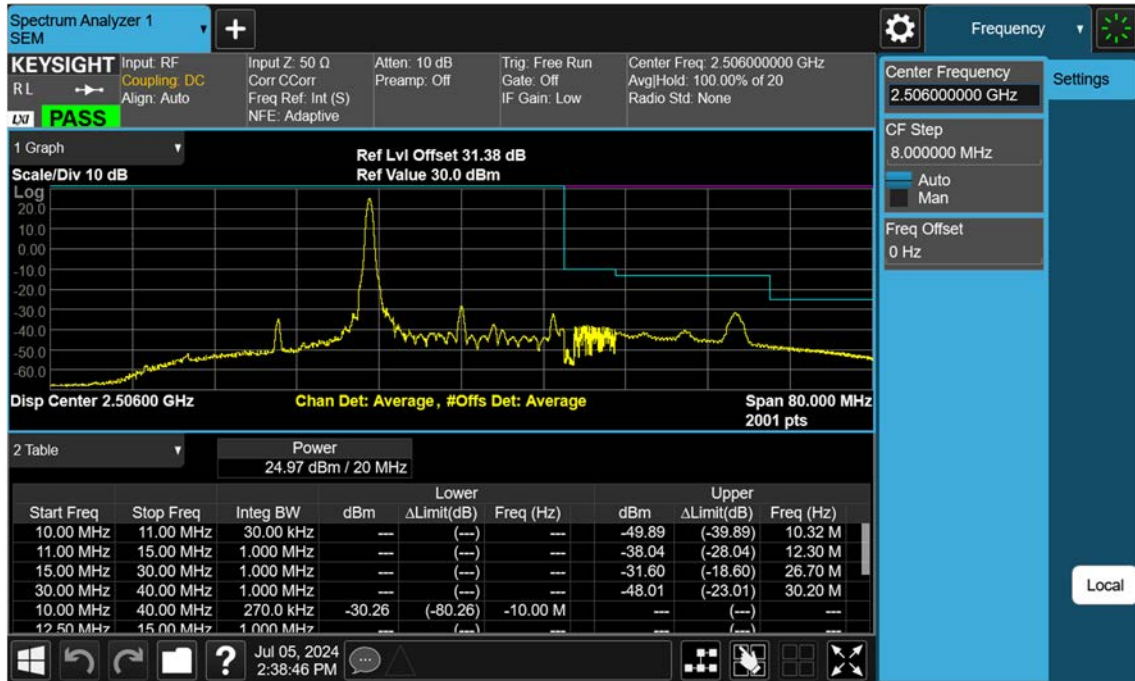 Spectrum Analyzer 1
SEM
Frequency
KEYSIGHT
RL
LXI PASS
Input: RF
Coupling: DC
Align: Auto
Input Z: 50 Ω
Corr CCorr
Freq Ref: Int (S)
NFE: Adaptive
Atten: 10 dB
Preamp: Off
Trig: Free Run
Gate: Off
IF Gain: Low
Center Freq: 2.506000000 GHz
Avg|Hold: 100.00% of 20
Radio Std: None
Center Frequency
2.506000000 GHz
Settings
CF Step
8.000000 MHz
Auto
Man
Freq Offset
0 Hz
Local
1 Graph
Ref Lvl Offset 31.38 dB
Scale/Div 10 dB
Ref Value 30.0 dBm
Log
20.0
10.0
0.00
-10.0
-20.0
-30.0
-40.0
-50.0
-60.0
Disp Center 2.50600 GHz
Chan Det: Average, #Offs Det: Average
Span 80.000 MHz
2001 pts
2 Table
Power
24.97 dBm / 20 MHz
Lower Upper
Start Freq Stop Freq Integ BW dBm ΔLimit(dB) Freq (Hz) dBm ΔLimit(dB) Freq (Hz)
10.00 MHz 11.00 MHz 30.00 kHz --- (---) --- -49.89 (-39.89) 10.32 M
11.00 MHz 15.00 MHz 1.000 MHz --- (---) --- -38.04 (-28.04) 12.30 M
15.00 MHz 30.00 MHz 1.000 MHz --- (---) --- -31.60 (-18.60) 26.70 M
30.00 MHz 40.00 MHz 1.000 MHz --- (---) --- -48.01 (-23.01) 30.20 M
10.00 MHz 40.00 MHz 270.0 kHz -30.26 (-80.26) -10.00 M --- (---) ---
12.50 MHz 15.00 MHz 1.000 MHz --- (---) --- --- (---) ---
Jul 05, 2024
2:38:46 PM